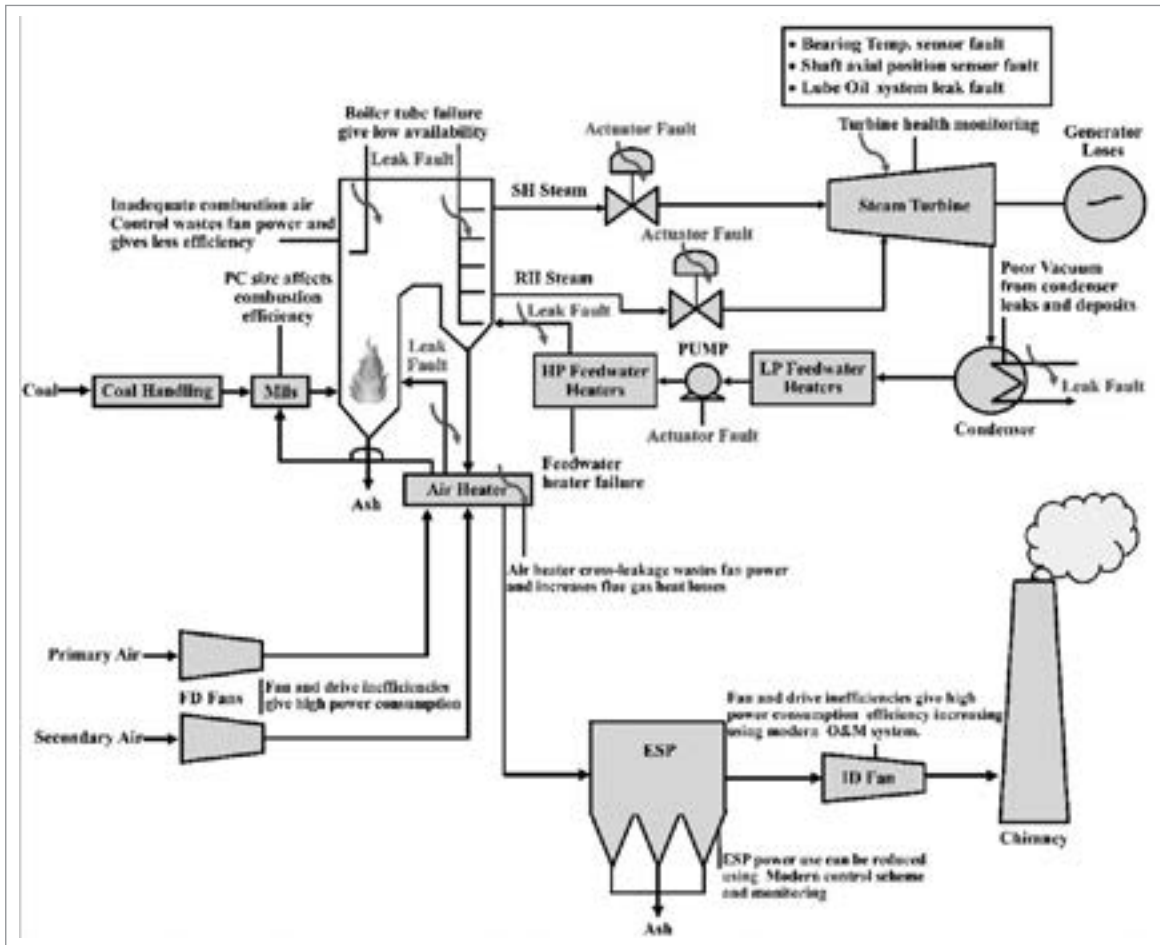 • Bearing Temp. sensor fault
• Shaft axial position sensor fault
• Lube Oil system leak fault
Turbine health monitoring
Generator
Loses
Boiler tube failure
give low availability
Leak Fault
Actuator Fault
SH Steam
Steam Turbine
Inadequate combustion air
Control wastes fan power and
gives less efficiency
Actuator Fault
PC size affects
combustion
efficiency
RH Steam
Leak Fault
Poor Vacuum
from condenser
leaks and deposits
Leak
Fault
PUMP
HP Feedwater
Heaters
LP Feedwater
Heaters
Leak Fault
Coal
Coal Handling
Mills
Actuator Fault
Condenser
Feedwater
heater failure
Ash
Air Heater
Air heater cross-leakage wastes fan power
and increases flue gas heat losses
Primary Air
FD Fans
Fan and drive inefficiencies
give high power consumption
Secondary Air
Fan and drive inefficiencies give high
power consumption efficiency increasing
using modern O&M system.
ESP
ID Fan
Chimney
ESP power use can be reduced
using Modern control scheme
and monitoring
Ash